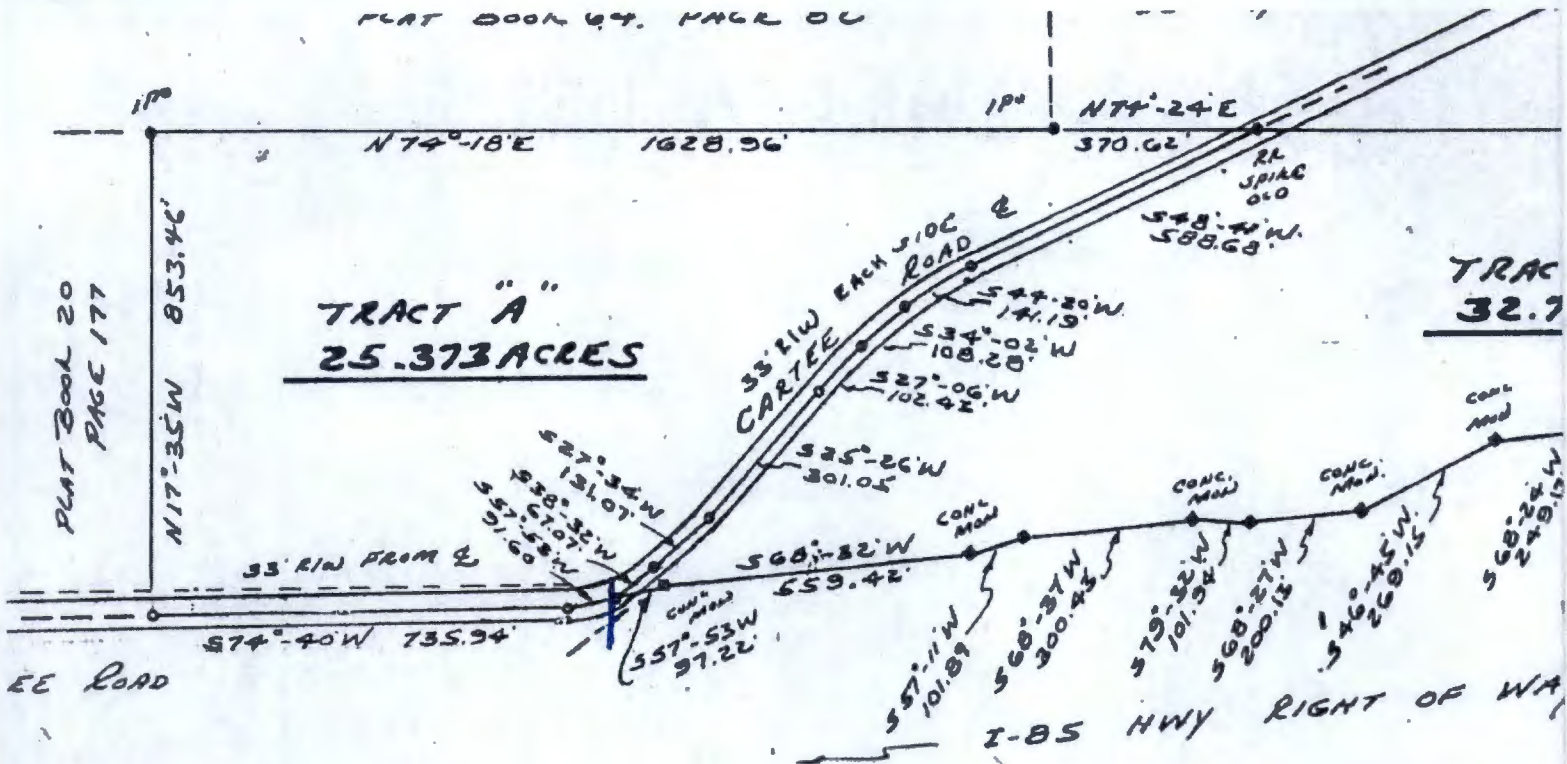 PLAT BOOK 64, PAGE
IP
N74°-18'E 1628.96'
IP
N74°-24'E
370.62'
RR
SPIKE
OLD
S48°-41'W.
588.68'
PLAT BOOK 20
PAGE 177
N17°-35'W 853.46'
TRACT "A"
25.373 ACRES
33' R/W EACH SIDE ℄
CARTEE ROAD
S44-20'W.
141.19'
S34°-02'W
108.28'
S27°-06'W
102.42'
S25°-26'W
301.05
TRAC
32.7
S27°-34'W
131.07'
S38°-32'W
67.07'
S57°-53'W
91.60
33' R/W FROM ℄
S74°-40'W 735.94'
EE ROAD
CONC
MON
S57°-53W
97.22'
S68°-32'W
559.42'
CONC
MON
S57°-11'W
101.89
S68°-37'W
300.43
CONC.
MON
S79°-32'W
101.94
S68°-27'W
200.13'
CONC.
MON.
S46°-45'W.
269.15
CONC
MON
S68°-24'
249.15
I-85 HWY RIGHT OF WA